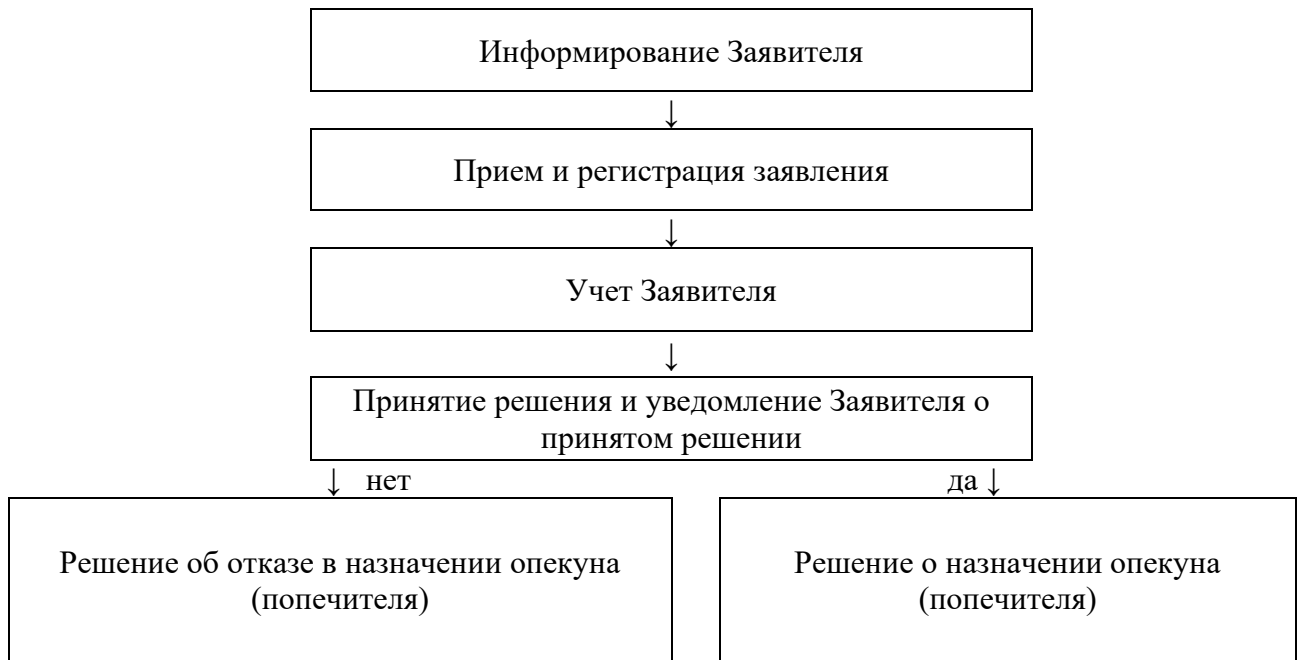 Информирование Заявителя
↓
Прием и регистрация заявления
↓
Учет Заявителя
↓
Принятие решения и уведомление Заявителя о
принятом решении
↓ нет
да ↓
Решение об отказе в назначении опекуна
(попечителя)
Решение о назначении опекуна
(попечителя)